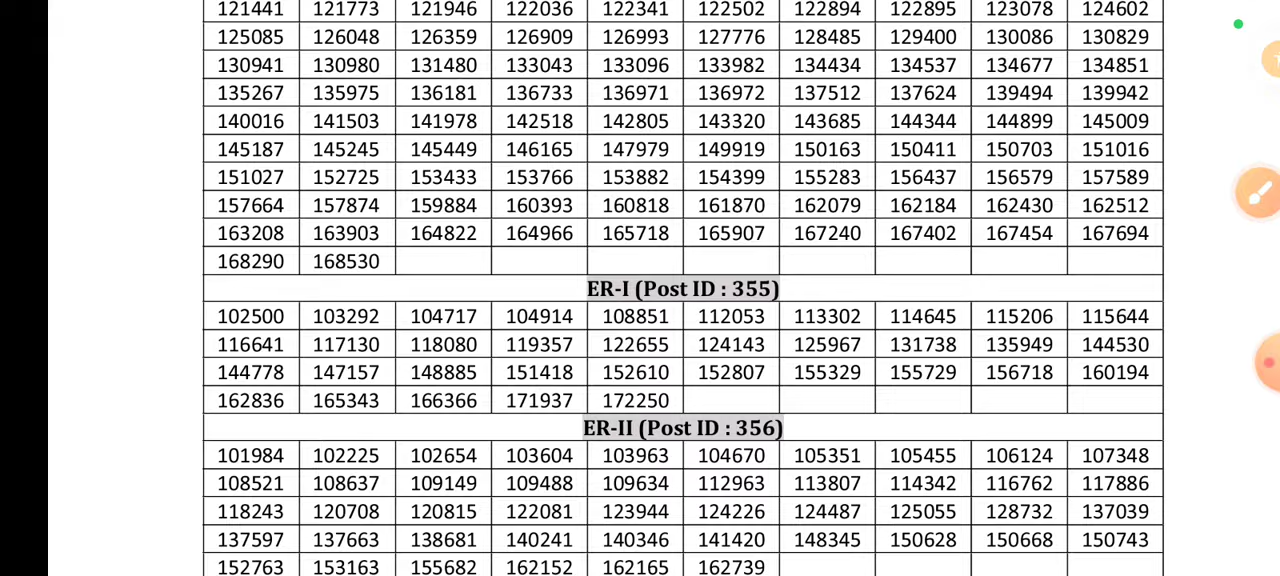 121441 121773 121946 122036 122341 122502 122894 122895 123078 124602
125085 126048 126359 126909 126993 127776 128485 129400 130086 130829
130941 130980 131480 133043 133096 133982 134434 134537 134677 134851
135267 135975 136181 136733 136971 136972 137512 137624 139494 139942
140016 141503 141978 142518 142805 143320 143685 144344 144899 145009
145187 145245 145449 146165 147979 149919 150163 150411 150703 151016
151027 152725 153433 153766 153882 154399 155283 156437 156579 157589
157664 157874 159884 160393 160818 161870 162079 162184 162430 162512
163208 163903 164822 164966 165718 165907 167240 167402 167454 167694
168290 168530
ER-I (Post ID : 355)
102500 103292 104717 104914 108851 112053 113302 114645 115206 115644
116641 117130 118080 119357 122655 124143 125967 131738 135949 144530
144778 147157 148885 151418 152610 152807 155329 155729 156718 160194
162836 165343 166366 171937 172250
ER-II (Post ID : 356)
101984 102225 102654 103604 103963 104670 105351 105455 106124 107348
108521 108637 109149 109488 109634 112963 113807 114342 116762 117886
118243 120708 120815 122081 123944 124226 124487 125055 128732 137039
137597 137663 138681 140241 140346 141420 148345 150628 150668 150743
152763 153163 155682 162152 162165 162739